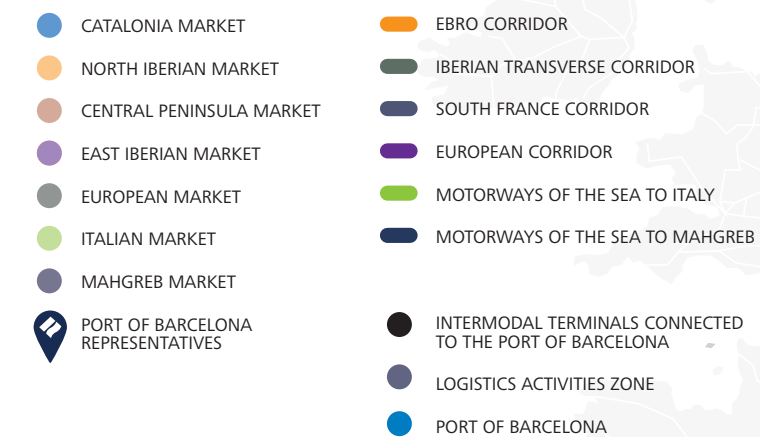 CATALONIA MARKET
NORTH IBERIAN MARKET
CENTRAL PENINSULA MARKET
EAST IBERIAN MARKET
EUROPEAN MARKET
ITALIAN MARKET
MAHGREB MARKET
PORT OF BARCELONA
REPRESENTATIVES
EBRO CORRIDOR
IBERIAN TRANSVERSE CORRIDOR
SOUTH FRANCE CORRIDOR
EUROPEAN CORRIDOR
MOTORWAYS OF THE SEA TO ITALY
MOTORWAYS OF THE SEA TO MAHGREB
INTERMODAL TERMINALS CONNECTED
TO THE PORT OF BARCELONA
LOGISTICS ACTIVITIES ZONE
PORT OF BARCELONA